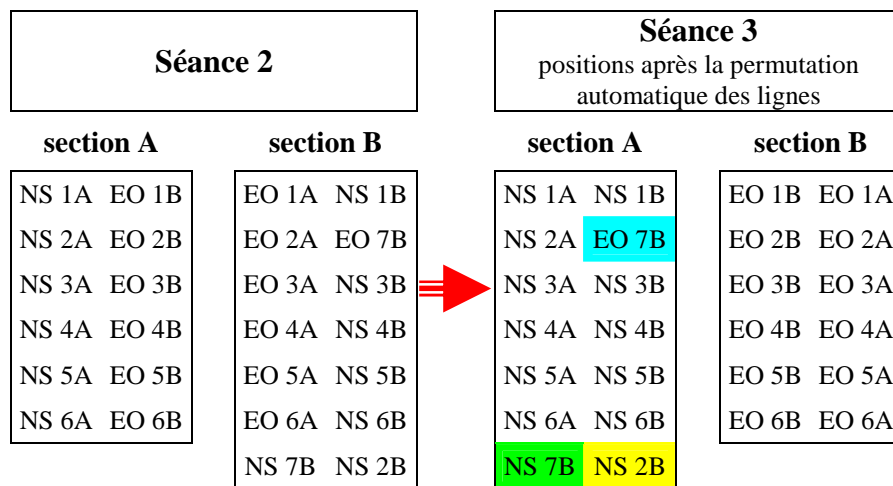 Séance 2
Séance 3
positions après la permutation
automatique des lignes
section A section B section A section B
NS 1A EO 1B EO 1A NS 1B NS 1A NS 1B EO 1B EO 1A
NS 2A EO 2B EO 2A EO 7B NS 2A EO 7B EO 2B EO 2A
NS 3A EO 3B EO 3A NS 3B NS 3A NS 3B EO 3B EO 3A
NS 4A EO 4B EO 4A NS 4B NS 4A NS 4B EO 4B EO 4A
NS 5A EO 5B EO 5A NS 5B NS 5A NS 5B EO 5B EO 5A
NS 6A EO 6B EO 6A NS 6B NS 6A NS 6B EO 6B EO 6A
NS 7B NS 2B NS 7B NS 2B